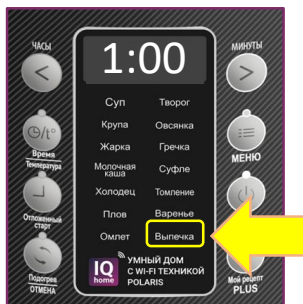 ЧАСЫ
МИНУТЫ
1:00
Суп Творог
Крупа Овсянка
Жарка Гречка
Молочная каша Суфле
Холодец Томление
Плов Варенье
Омлет Выпечка
/t°
Время
Температура
МЕНЮ
Отложенный
старт
Подогрев
ОТМЕНА
Мой рецепт
PLUS
IQ
home
УМНЫЙ ДОМ
С WI-FI ТЕХНИКОЙ
POLARIS